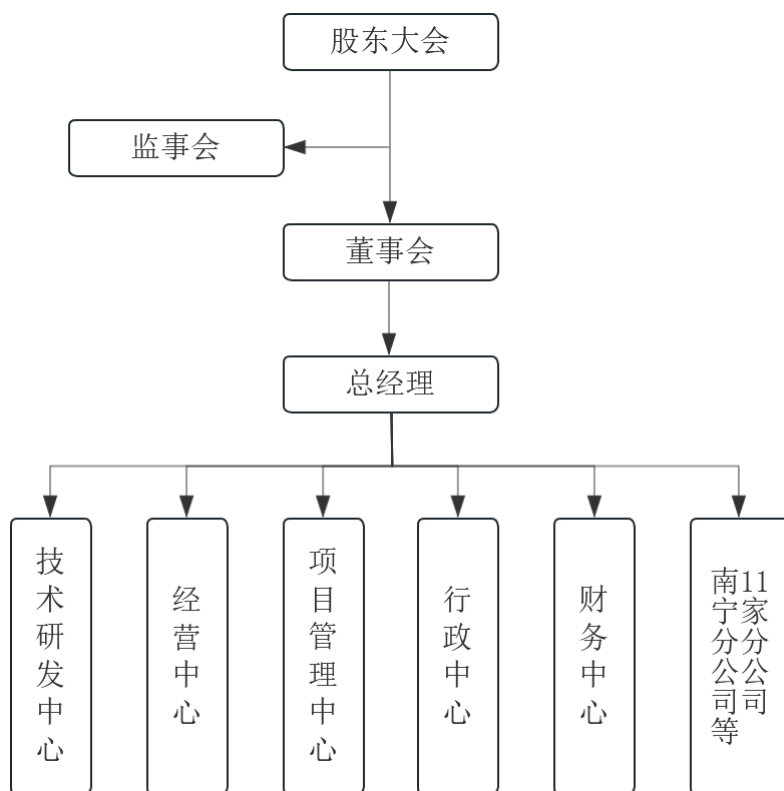 股东大会
监事会
董事会
总经理
技术研发中心
经营中心
项目管理中心
行政中心
财务中心
南宁分公司等
11家分公司